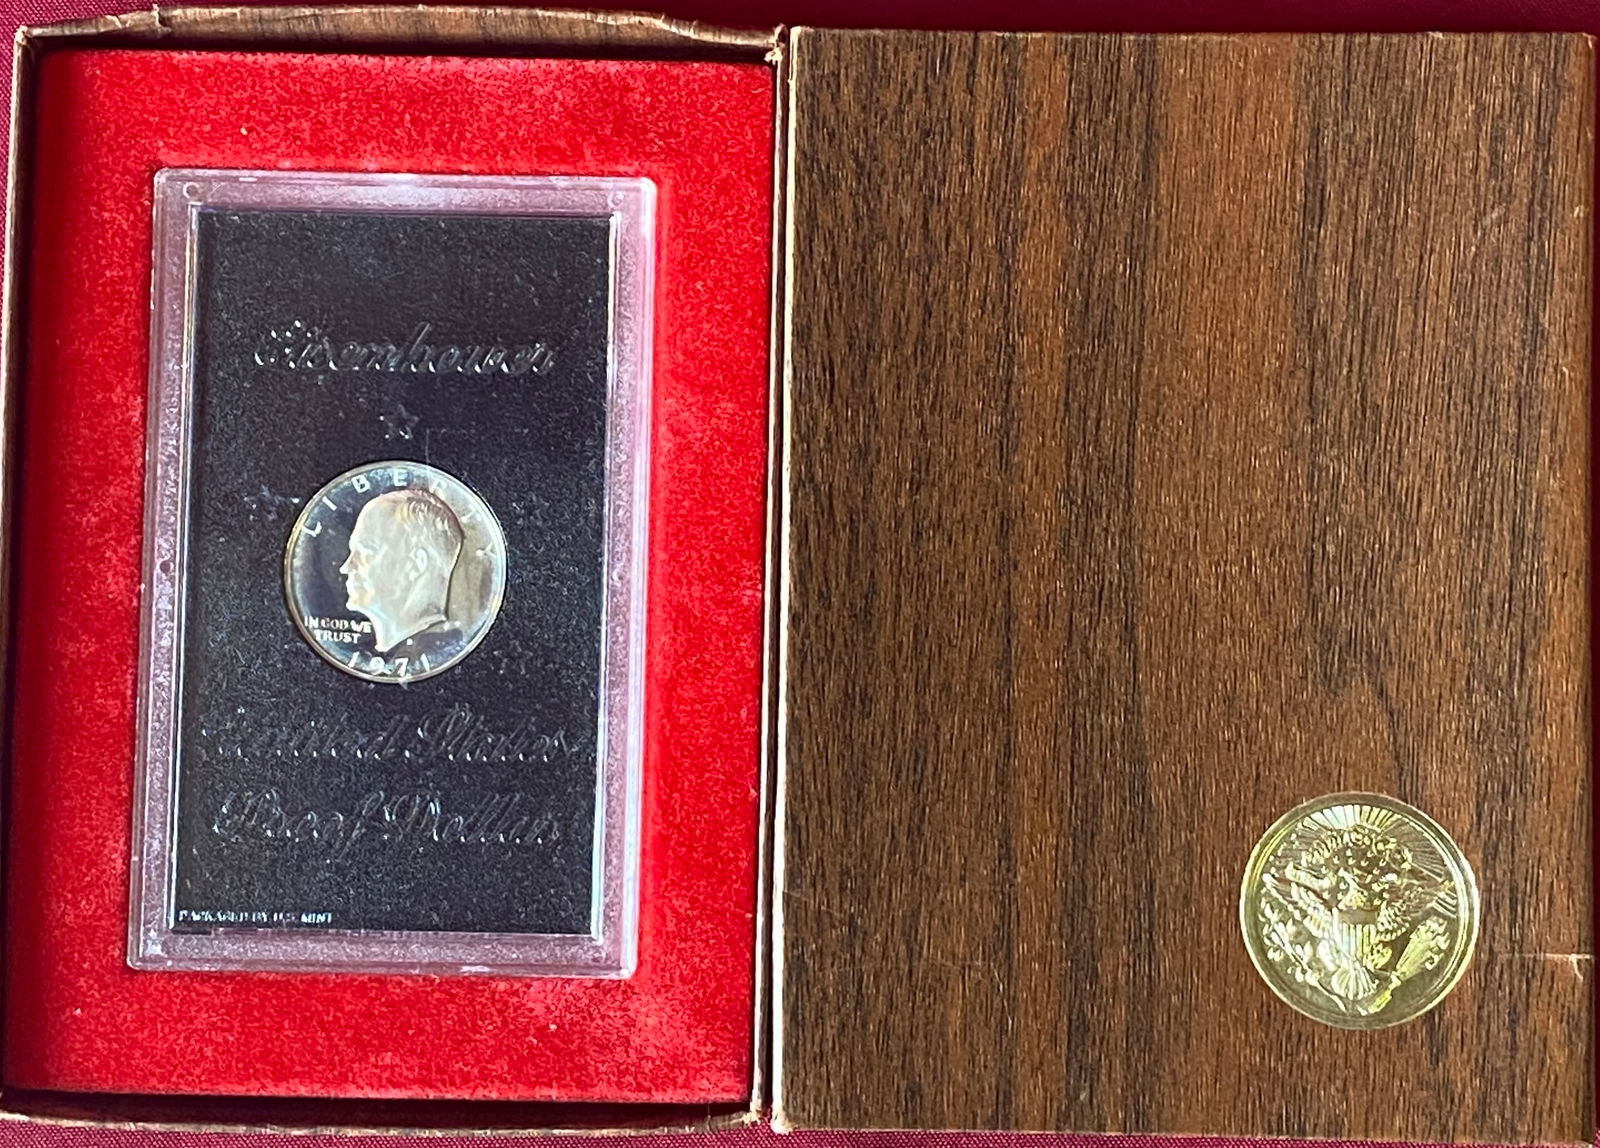 Eisenhower
LIBERTY
IN GOD WE
TRUST
1971
United States
Proof Dollar
PACKAGED BY U.S. MINT